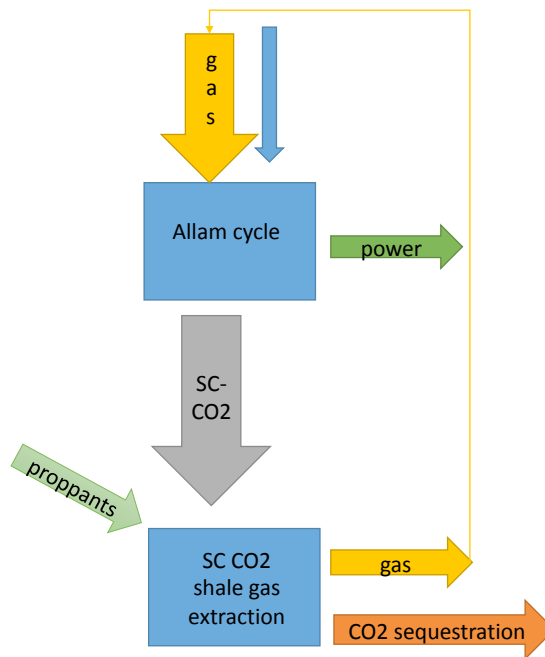 g
a
s
Allam cycle
power
SC-
CO2
proppants
SC CO2
shale gas
extraction
gas
CO2 sequestration